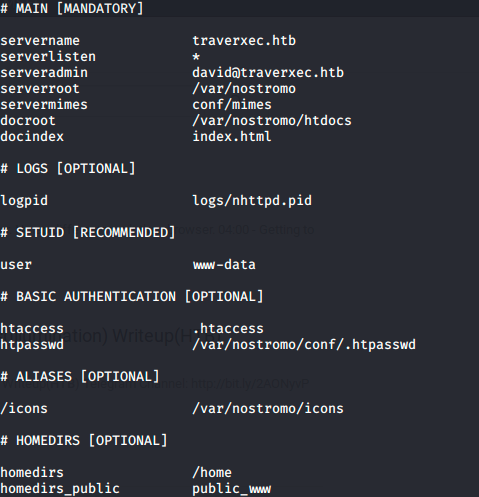 # MAIN [MANDATORY]
servername traverxec.htb
serverlisten *
serveradmin david@traverxec.htb
serverroot /var/nostromo
servermimes conf/mimes
docroot /var/nostromo/htdocs
docindex index.html
# LOGS [OPTIONAL]
logpid logs/nhttpd.pid
# SETUID [RECOMMENDED]
user www-data
# BASIC AUTHENTICATION [OPTIONAL]
htaccess .htaccess
htpasswd /var/nostromo/conf/.htpasswd
# ALIASES [OPTIONAL]
/icons /var/nostromo/icons
# HOMEDIRS [OPTIONAL]
homedirs /home
homedirs_public public_www